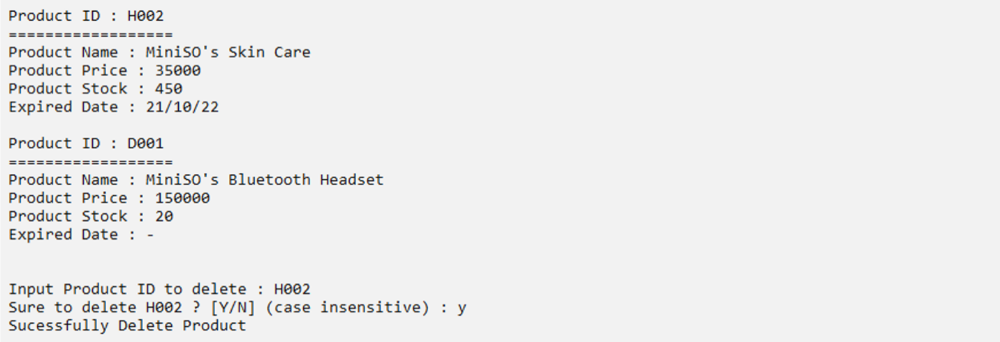 Product ID : H002
==================
Product Name : MiniSO's Skin Care
Product Price : 35000
Product Stock : 450
Expired Date : 21/10/22
Product ID : D001
==================
Product Name : MiniSO's Bluetooth Headset
Product Price : 150000
Product Stock : 20
Expired Date : -
Input Product ID to delete : H002
Sure to delete H002 ? [Y/N] (case insensitive) : y
Sucessfully Delete Product